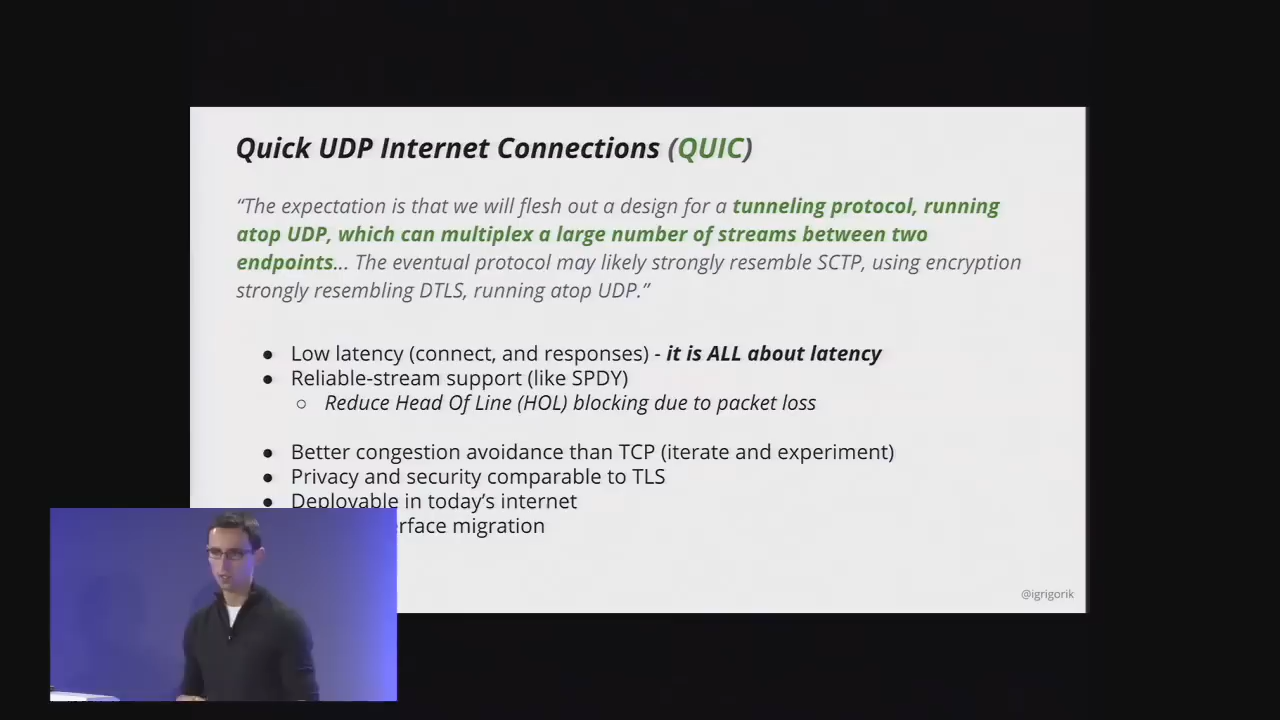 Quick UDP Internet Connections (QUIC)
“The expectation is that we will flesh out a design for a tunneling protocol, running
atop UDP, which can multiplex a large number of streams between two
endpoints... The eventual protocol may likely strongly resemble SCTP, using encryption
strongly resembling DTLS, running atop UDP.”
● Low latency (connect, and responses) - it is ALL about latency
● Reliable-stream support (like SPDY)
○ Reduce Head Of Line (HOL) blocking due to packet loss
● Better congestion avoidance than TCP (iterate and experiment)
● Privacy and security comparable to TLS
● Deployable in today’s internet
erface migration
@igrigorik